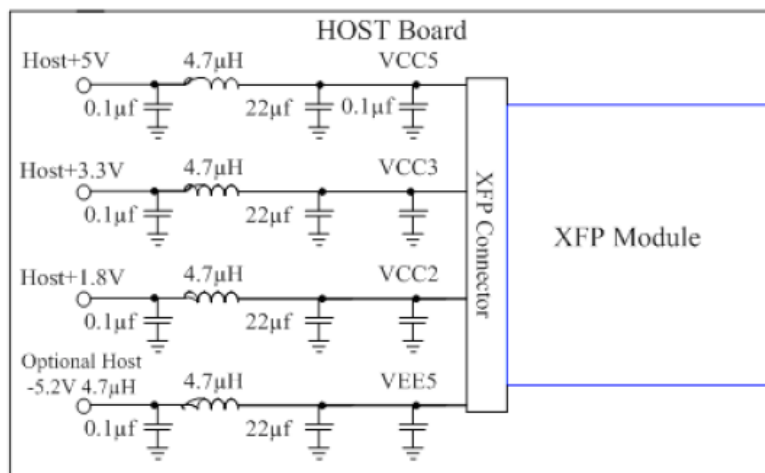 HOST Board
Host+5V 4.7μH VCC5
0.1μf 22μf 0.1μf
Host+3.3V 4.7μH VCC3
0.1μf 22μf
Host+1.8V 4.7μH VCC2
0.1μf 22μf
Optional Host
-5.2V 4.7μH 4.7μH VEE5
0.1μf 22μf
XFP Connector
XFP Module